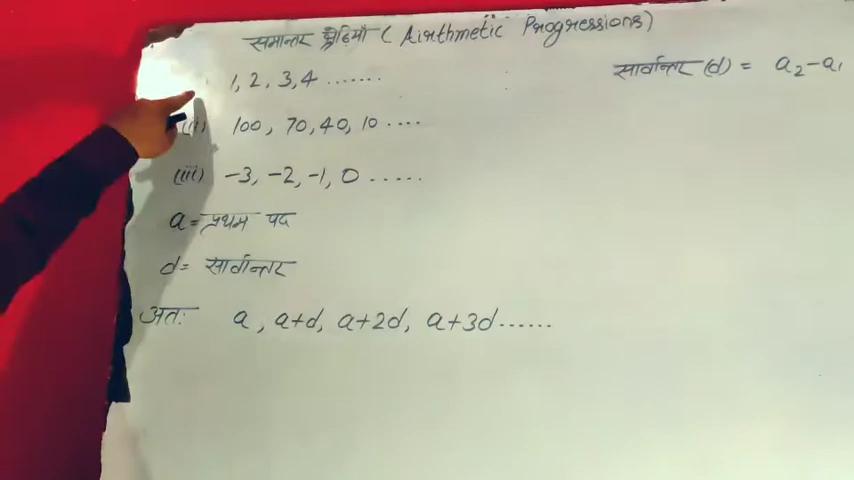 समान्तर श्रेढ़ियाँ ( Airthmetic Progressions)
सार्वान्तर (d) = a₂-a₁
1, 2, 3, 4 .......
(ii) 100, 70, 40, 10 ....
(iii) -3, -2, -1, 0 .....
a = प्रथम पद
d = सार्वान्तर
अतः a, a+d, a+2d, a+3d......